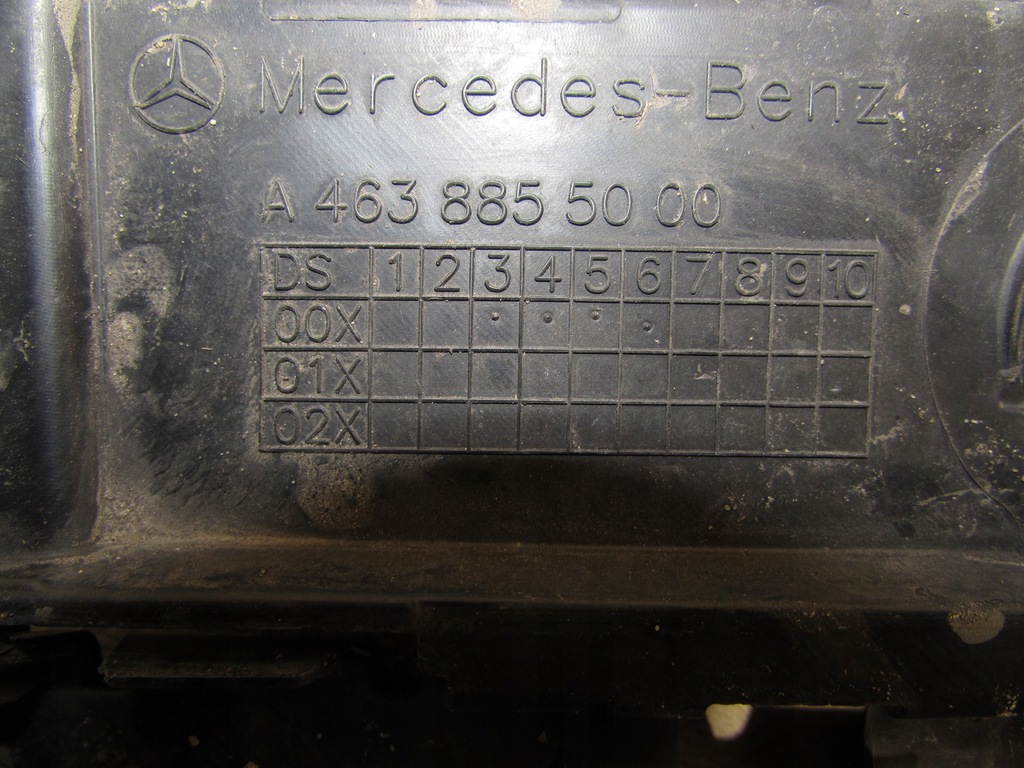 Mercedes-Benz
A 463 885 50 00
DS 1 2 3 4 5 6 7 8 9 10
00X
01X
02X